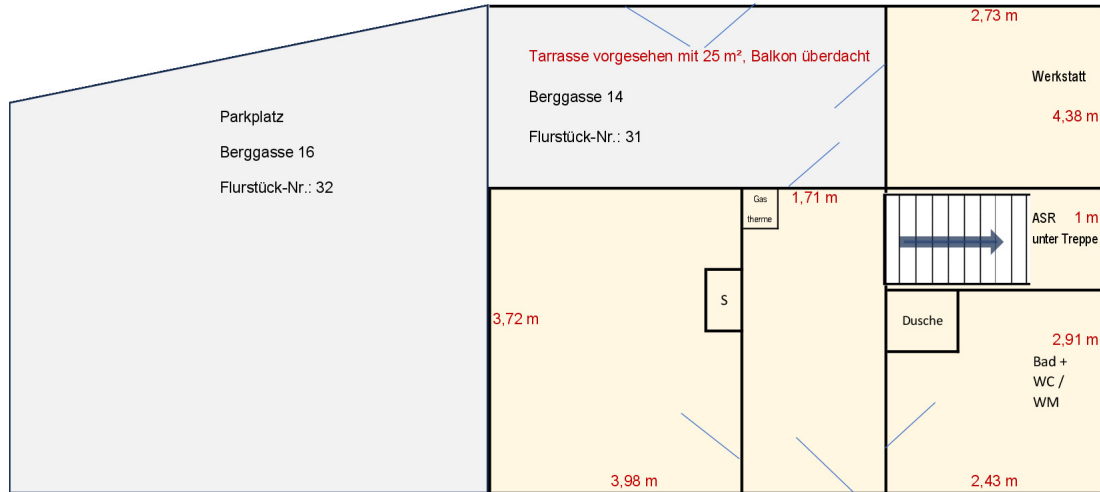 2,73 m
Tarrasse vorgesehen mit 25 m², Balkon überdacht
Werkstatt
Berggasse 14
4,38 m
Flurstück-Nr.: 31
Parkplatz
Berggasse 16
Flurstück-Nr.: 32
Gas
therme
1,71 m
ASR 1 m
unter Treppe
S
3,72 m
Dusche
2,91 m
Bad +
WC /
WM
3,98 m
2,43 m